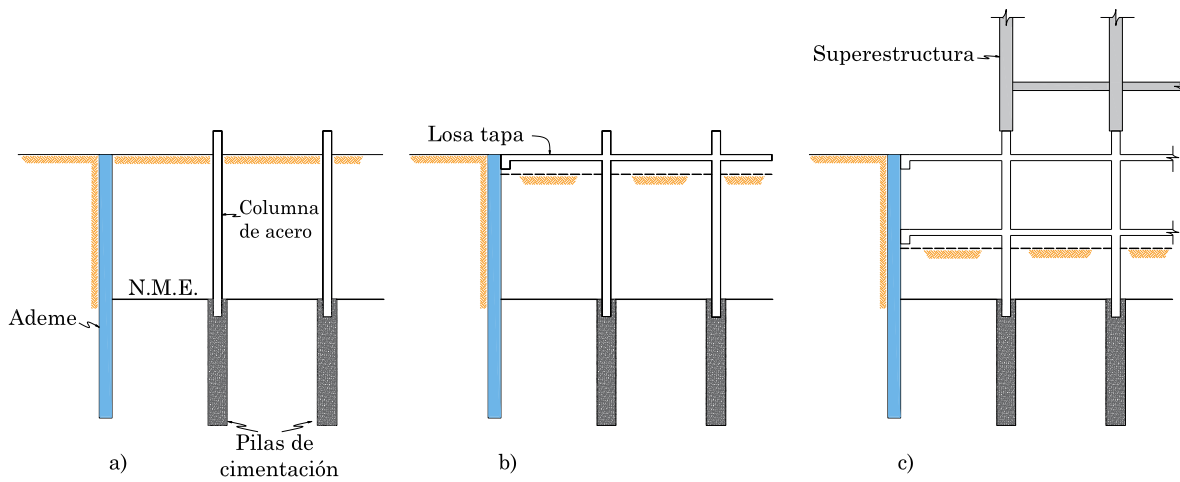 Columna
de acero
N.M.E.
Ademe
Pilas de
cimentación
a)
Losa tapa
b)
Superestructura
c)